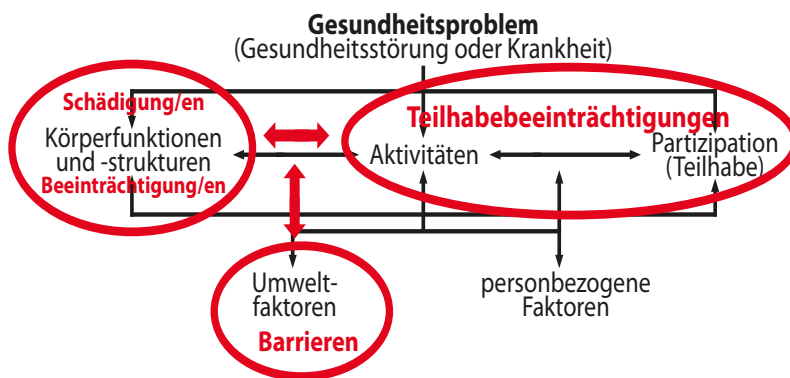 Gesundheitsproblem
(Gesundheitsstörung oder Krankheit)
Schädigung/en
Körperfunktionen
und -strukturen
Beeinträchtigung/en
Teilhabebeeinträchtigungen
Aktivitäten
Partizipation
(Teilhabe)
Umwelt-
faktoren
Barrieren
personbezogene
Faktoren